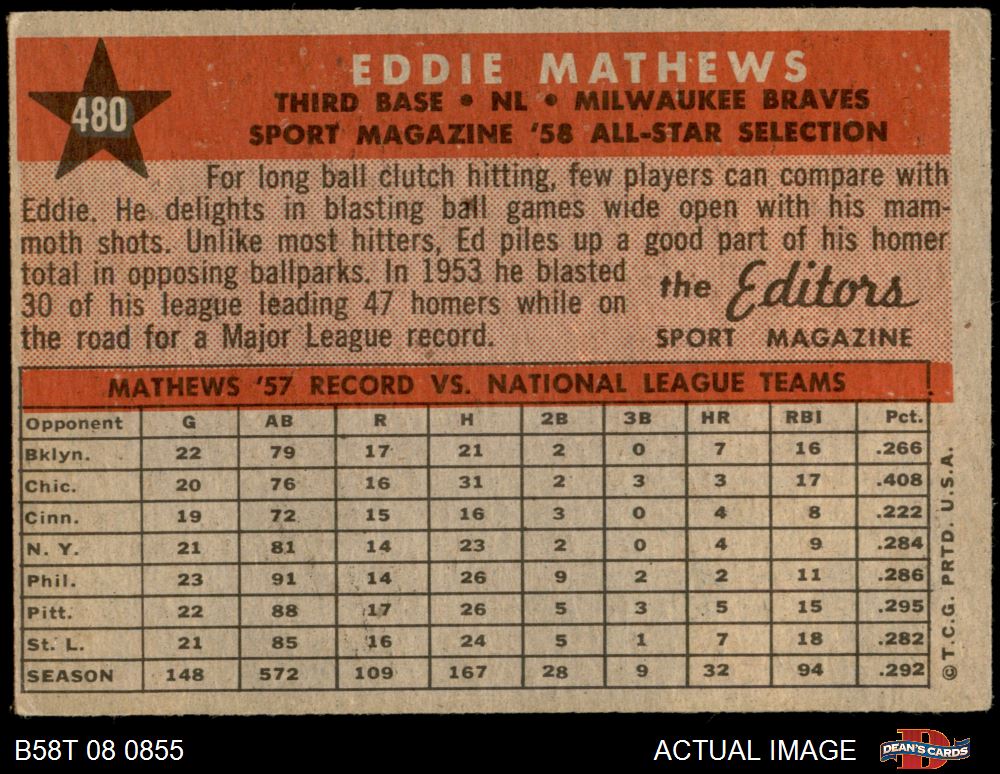 480
EDDIE MATHEWS
THIRD BASE • NL • MILWAUKEE BRAVES
SPORT MAGAZINE '58 ALL-STAR SELECTION
For long ball clutch hitting, few players can compare with
Eddie. He delights in blasting ball games wide open with his mam-
moth shots. Unlike most hitters, Ed piles up a good part of his homer
total in opposing ballparks. In 1953 he blasted
30 of his league leading 47 homers while on
the road for a Major League record.
the Editors
SPORT MAGAZINE
MATHEWS '57 RECORD VS. NATIONAL LEAGUE TEAMS
Opponent G AB R H 2B 3B HR RBI Pct.
Bklyn. 22 79 17 21 2 0 7 16 .266
Chic. 20 76 16 31 2 3 3 17 .408
Cinn. 19 72 15 16 3 0 4 8 .222
N. Y. 21 81 14 23 2 0 4 9 .284
Phil. 23 91 14 26 9 2 2 11 .286
Pitt. 22 88 17 26 5 3 5 15 .295
St. L. 21 85 16 24 5 1 7 18 .282
SEASON 148 572 109 167 28 9 32 94 .292
© T.C.G. PRTD. U.S.A.
B58T 08 0855
ACTUAL IMAGE
DEAN'S CARDS